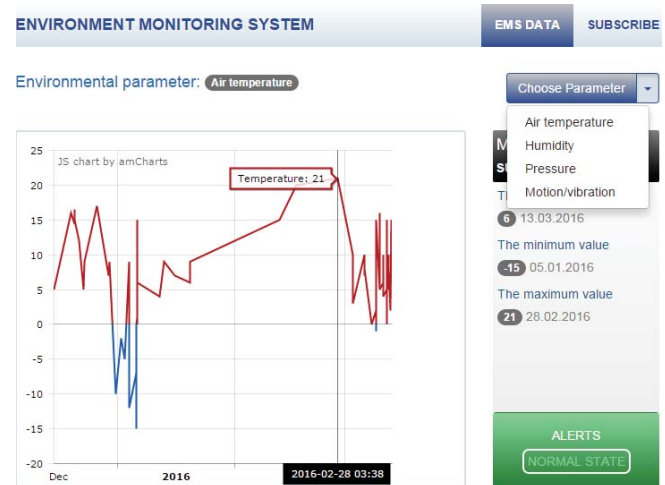 ENVIRONMENT MONITORING SYSTEM
EMS DATA
SUBSCRIBE
Environmental parameter: Air temperature
Choose Parameter
Air temperature
Humidity
Pressure
Motion/vibration
6 13.03.2016
The minimum value
-15 05.01.2016
The maximum value
21 28.02.2016
ALERTS
NORMAL STATE
JS chart by amCharts
Temperature: 21
25
20
15
10
5
0
-5
-10
-15
-20
Dec
2016
2016-02-28 03:38